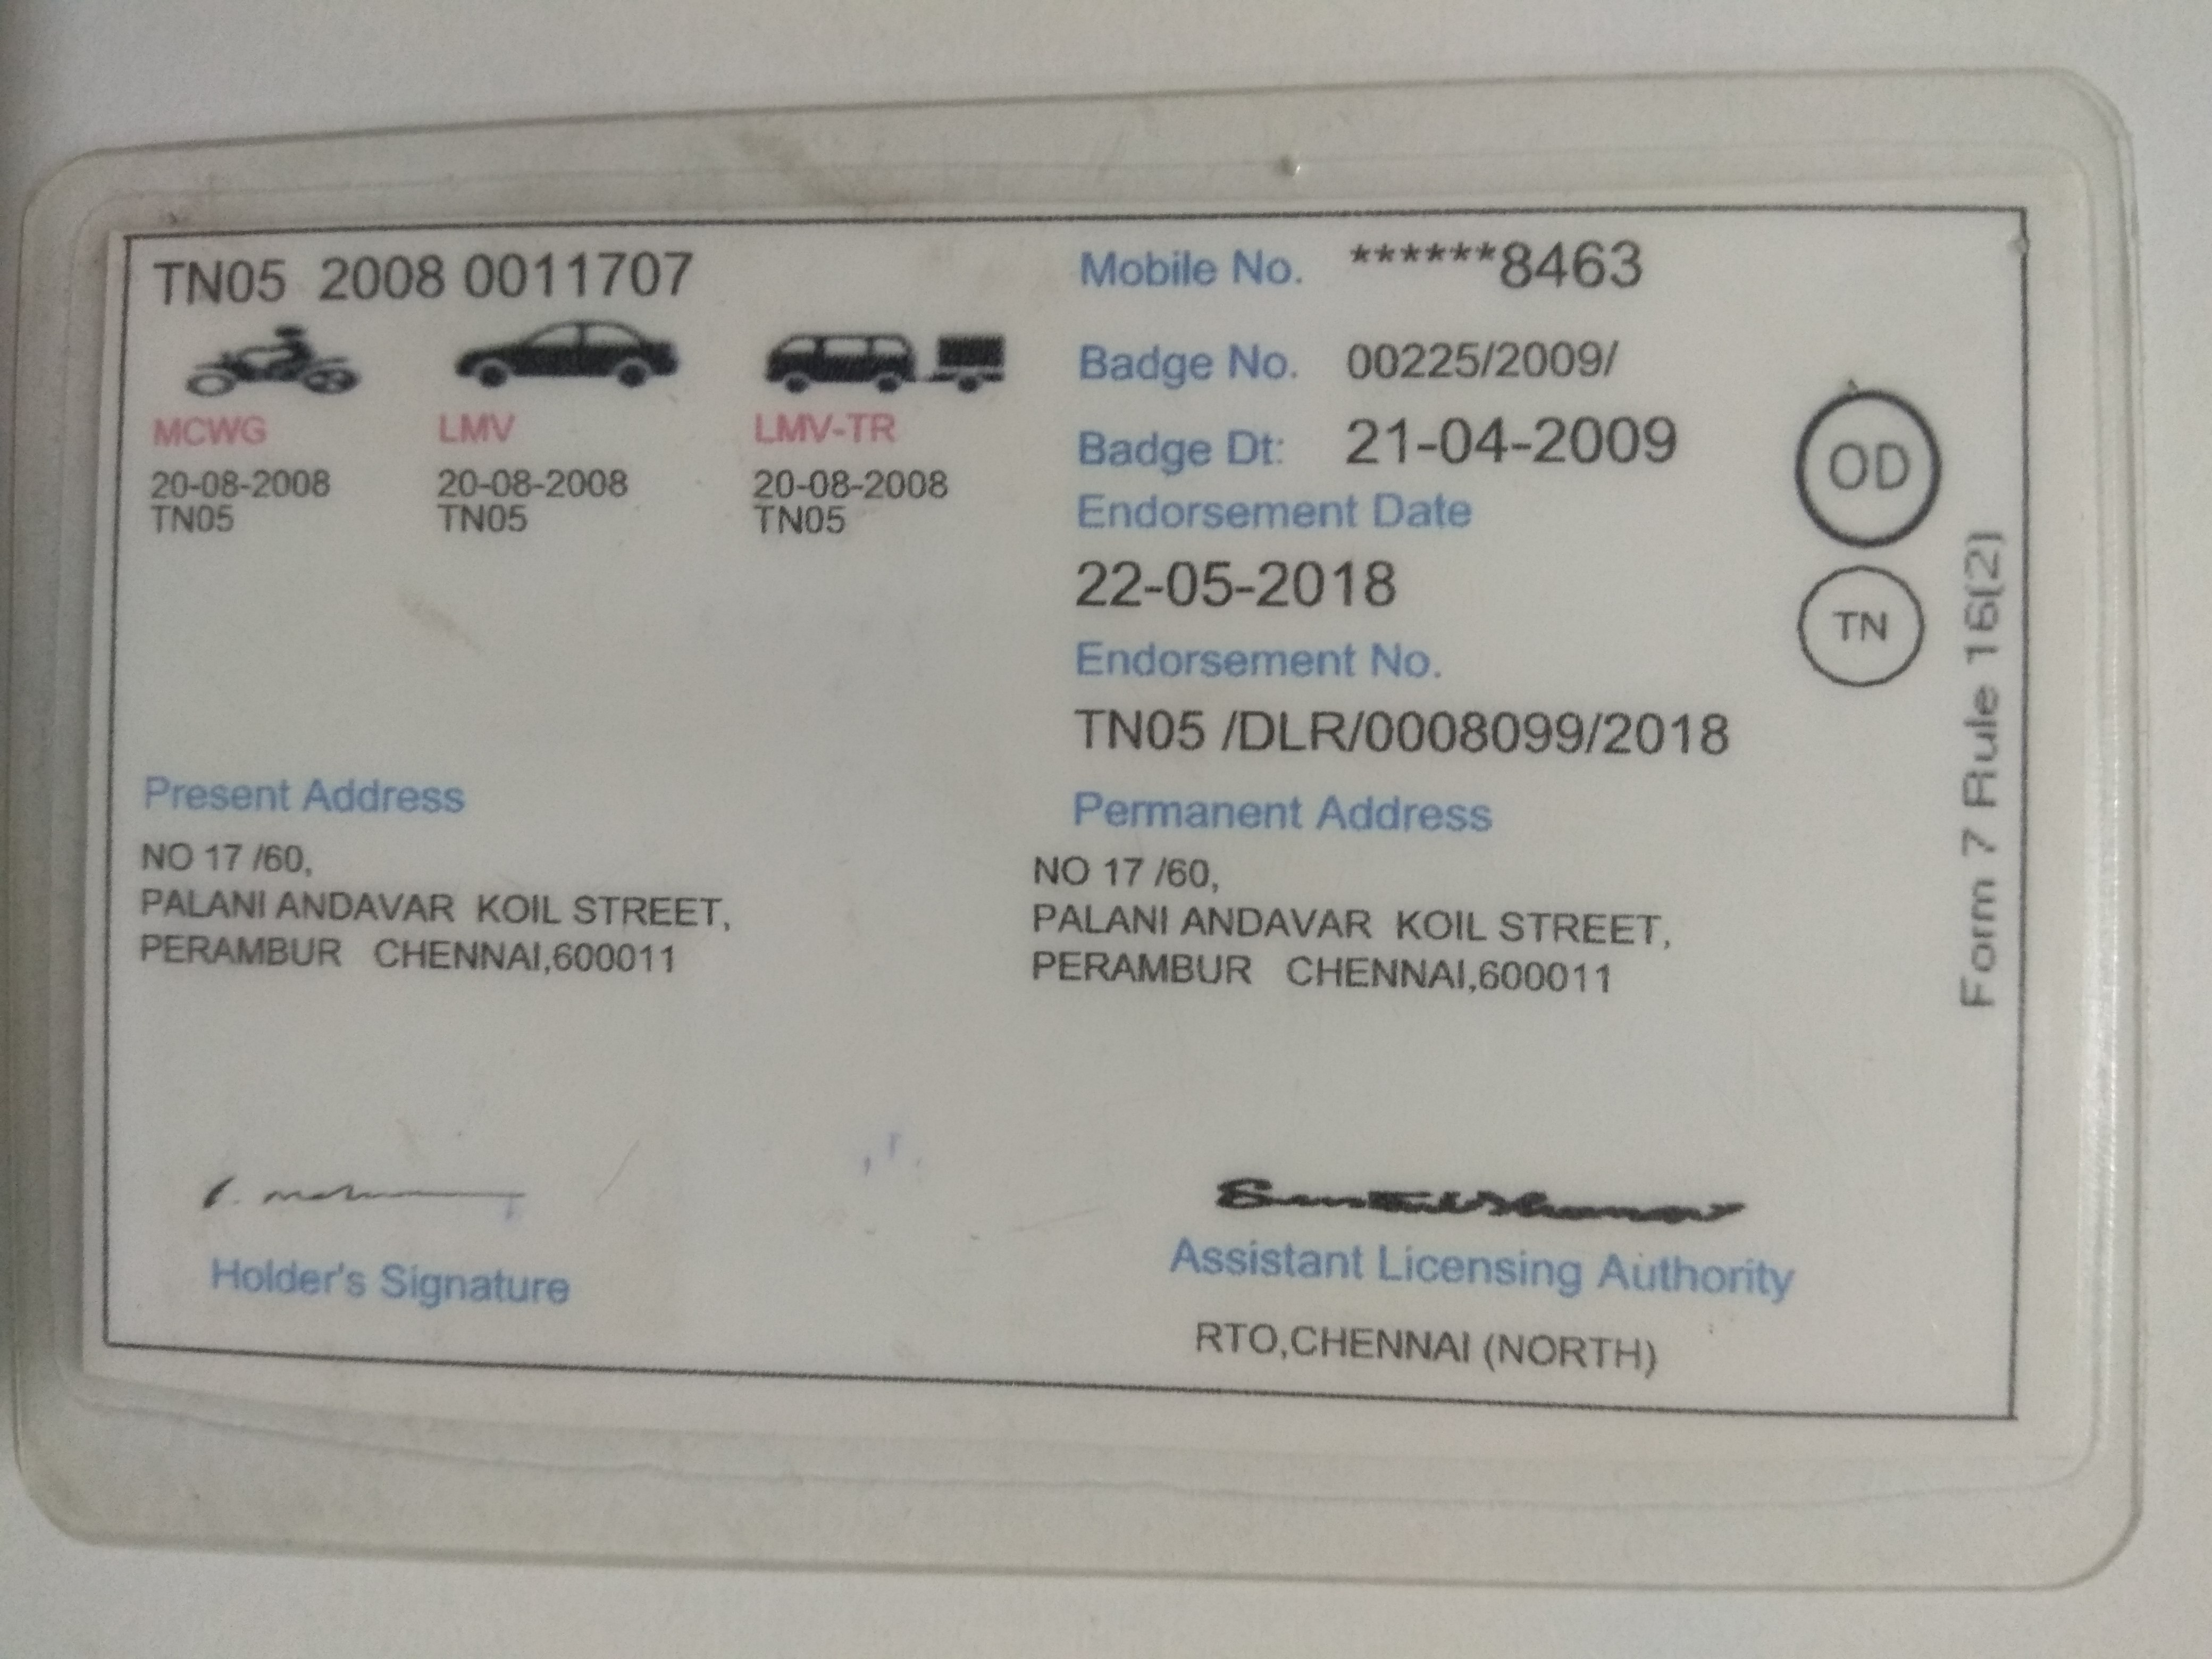 TN05 2008 0011707
MCWG
20-08-2008
TN05
LMV
20-08-2008
TN05
LMV-TR
20-08-2008
TN05
Mobile No. ******8463
Badge No. 00225/2009/
Badge Dt: 21-04-2009
Endorsement Date
22-05-2018
Endorsement No.
TN05 /DLR/0008099/2018
OD
TN
Form 7 Rule 16(2)
Present Address
NO 17 /60,
PALANI ANDAVAR KOIL STREET,
PERAMBUR CHENNAI,600011
Permanent Address
NO 17 /60,
PALANI ANDAVAR KOIL STREET,
PERAMBUR CHENNAI,600011
Holder's Signature
Assistant Licensing Authority
RTO,CHENNAI (NORTH)